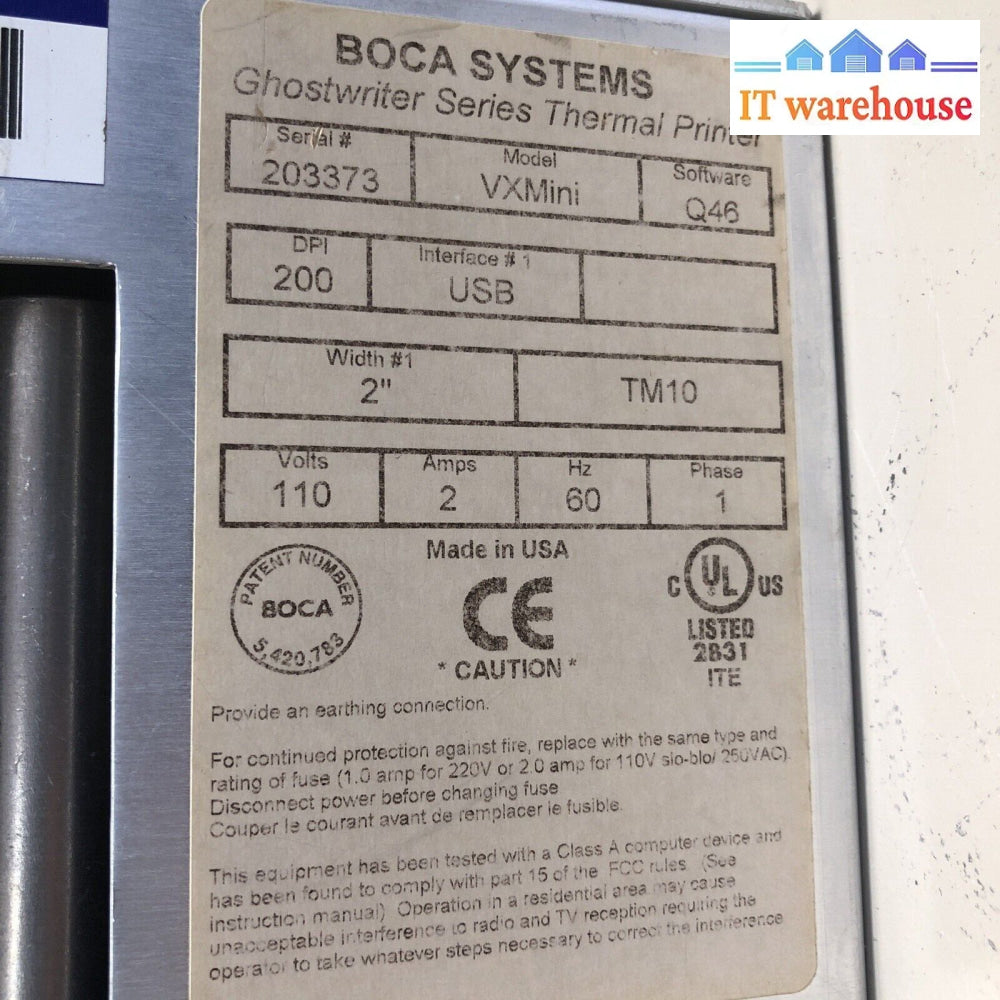 IT warehouse
BOCA SYSTEMS
Ghostwriter Series Thermal Printer
Serial #
203373
Model
VXMini
Software
Q46
DPI
200
Interface # 1
USB
Width #1
2"
TM10
Volts
110
Amps
2
Hz
60
Phase
1
PATENT NUMBER
BOCA
5,420,783
Made in USA
CE
* CAUTION *
C UL US
LISTED
2831
ITE
Provide an earthing connection.
For continued protection against fire, replace with the same type and
rating of fuse (1.0 amp for 220V or 2.0 amp for 110V slo-blo/ 250VAC).
Disconnect power before changing fuse
Couper le courant avant de remplacer le fusible.
This equipment has been tested with a Class A computer device and
has been found to comply with part 15 of the FCC rules. (See
instruction manual) Operation in a residential area may cause
unacceptable interference to radio and TV reception requiring the
operator to take whatever steps necessary to correct the interference